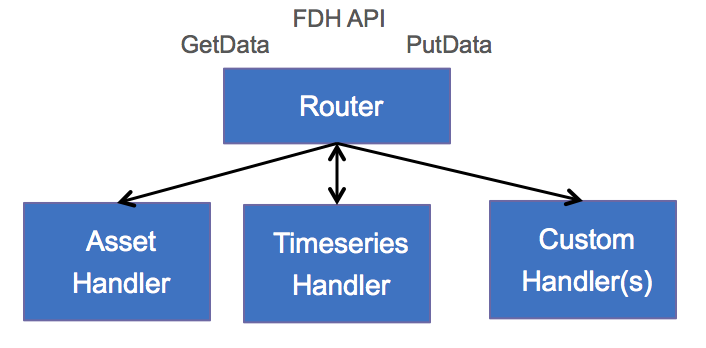 FDH API
GetData
PutData
Router
Asset
Handler
Timeseries
Handler
Custom
Handler(s)